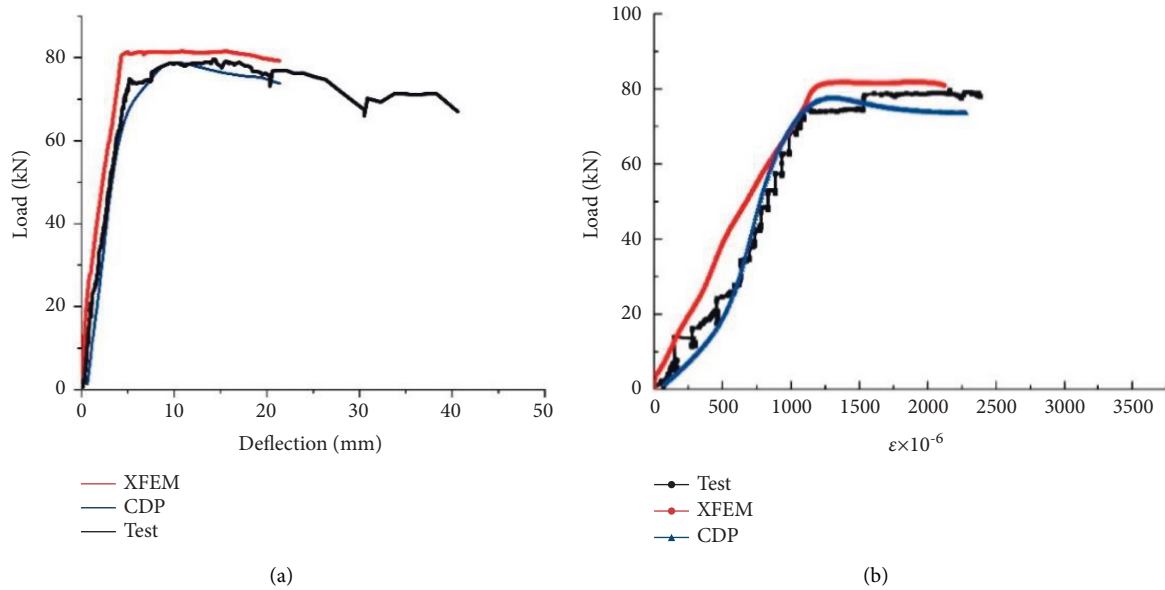 80
60
40
20
0
Load (kN)
0 10 20 30 40 50
Deflection (mm)
XFEM
CDP
Test
(a)
100
80
60
40
20
0
Load (kN)
0 500 1000 1500 2000 2500 3000 3500
ε×10⁻⁶
Test
XFEM
CDP
(b)